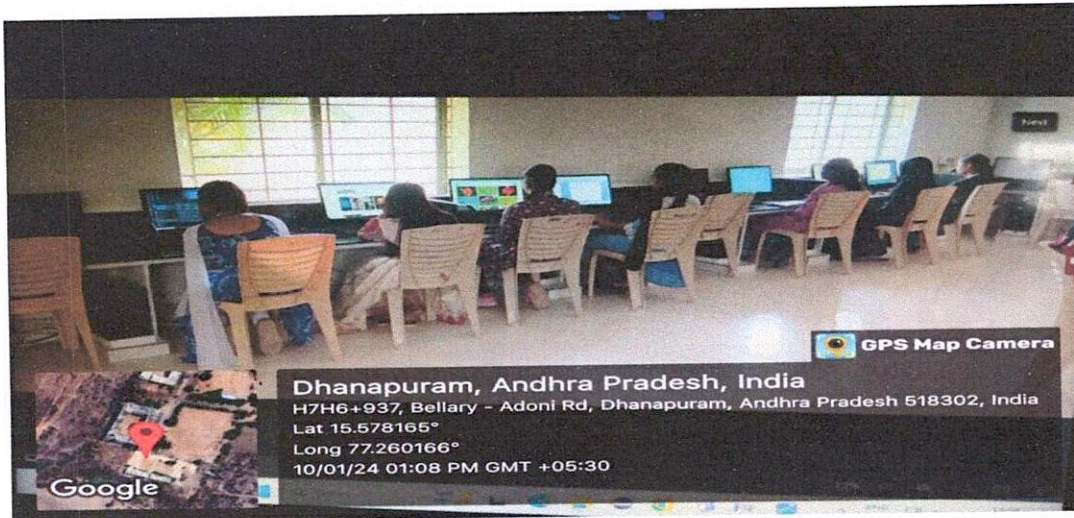 Next
GPS Map Camera
Dhanapuram, Andhra Pradesh, India
H7H6+937, Bellary - Adoni Rd, Dhanapuram, Andhra Pradesh 518302, India
Lat 15.578165°
Long 77.260166°
10/01/24 01:08 PM GMT +05:30
Google